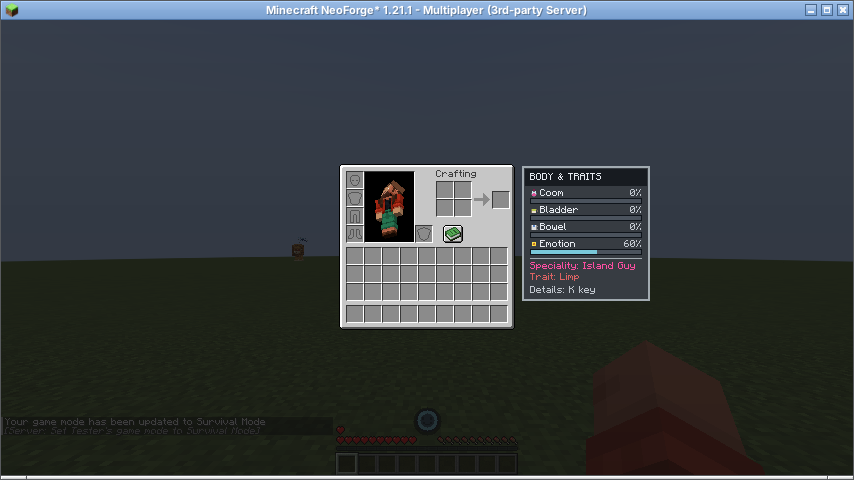 Minecraft NeoForge* 1.21.1 - Multiplayer (3rd-party Server)
Crafting
BODY & TRAITS
Coom 0%
Bladder 0%
Bowel 0%
Emotion 60%
Speciality: Island Guy
Trait: Limp
Details: K key
Your game mode has been updated to Survival Mode
[Server: Set Tester's game mode to Survival Mode]